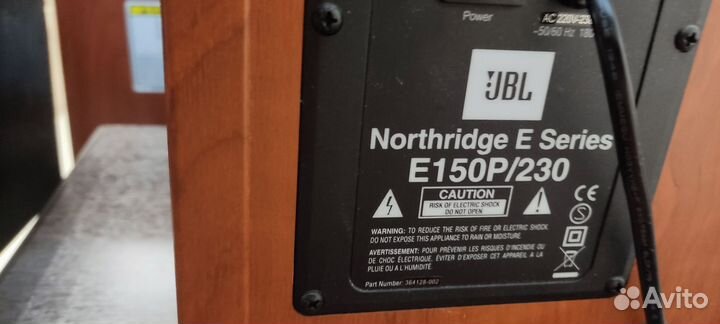 Power
AC 220V-23
~50/60 Hz 180
JBL
Northridge E Series
E150P/230
CAUTION
RISK OF ELECTRIC SHOCK
DO NOT OPEN
CE
WARNING: TO REDUCE THE RISK OF FIRE OR ELECTRIC SHOCK
DO NOT EXPOSE THIS APPLIANCE TO RAIN OR MOISTURE.
AVERTISSEMENT: POUR PRÉVENIR LES RISQUES D'INCENDIE OU
DE CHOC ÉLECTRIQUE. ÉVITER D'EXPOSER CET APPAREIL À LA
PLUIE OU À L'HUMIDITÉ.
Part Number: 364128-002
Avito